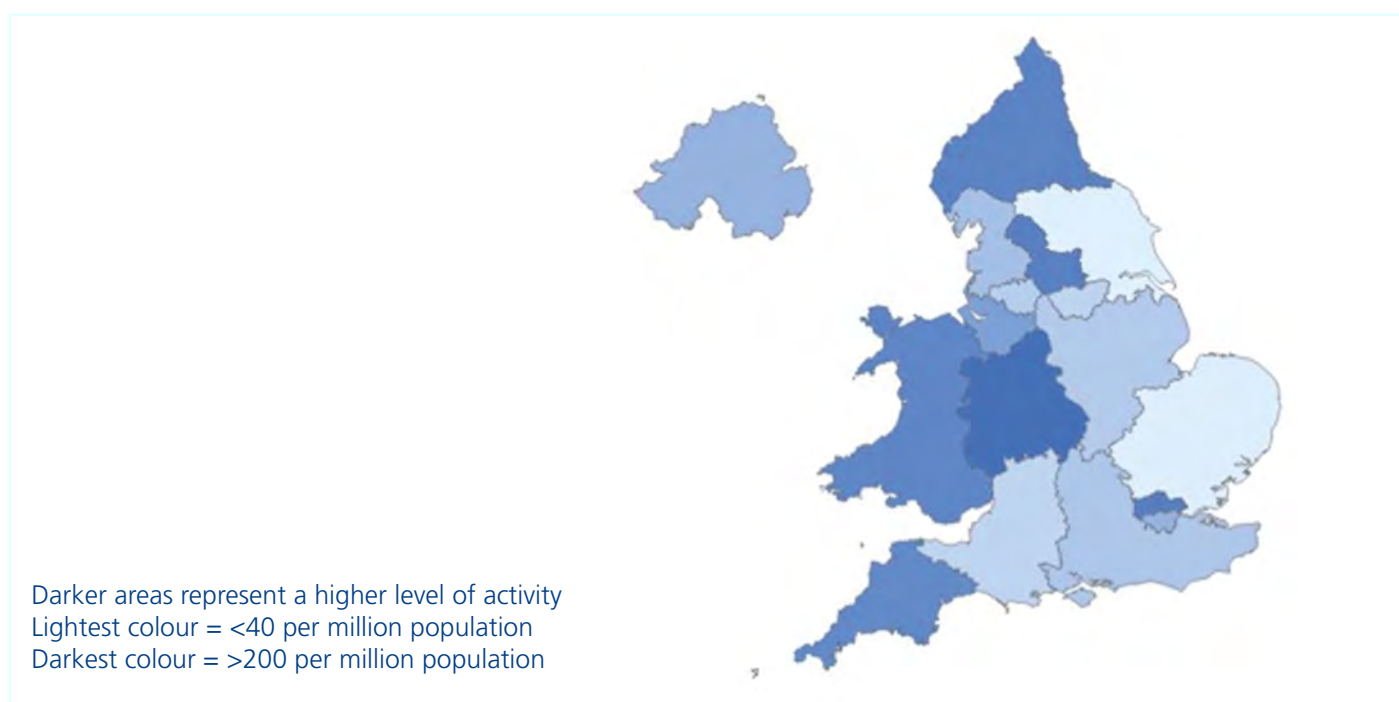 Darker areas represent a higher level of activity
Lightest colour = <40 per million population
Darkest colour = >200 per million population